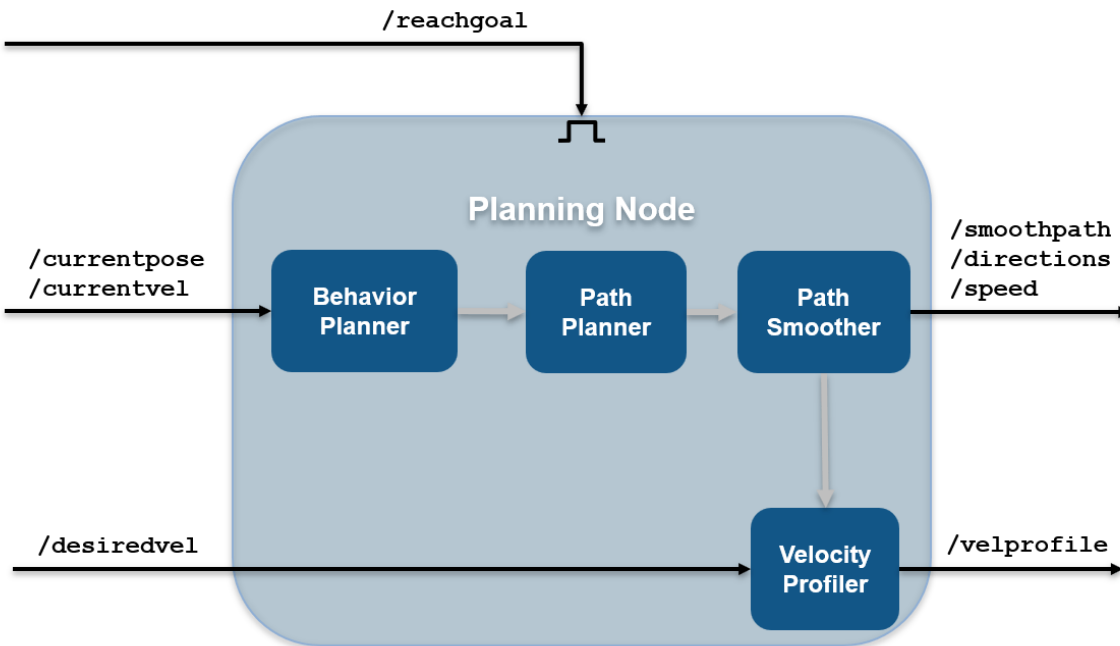 /reachgoal
Planning Node
/currentpose
/currentvel
Behavior
Planner
Path
Planner
Path
Smoother
/smoothpath
/directions
/speed
/desiredvel
Velocity
Profiler
/velprofile